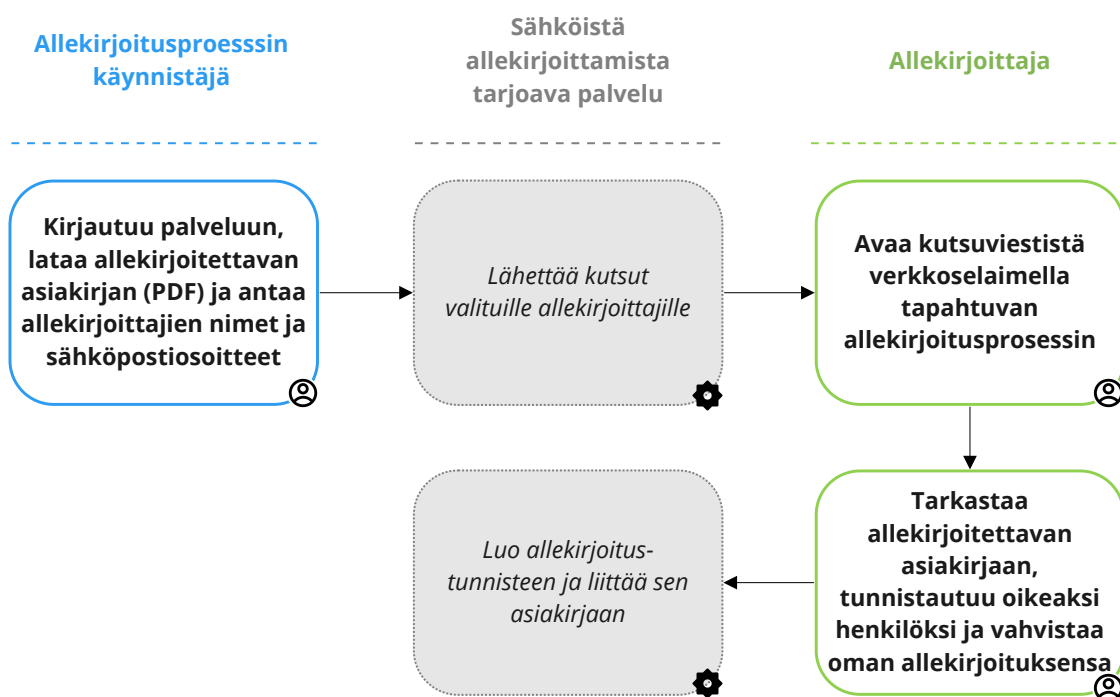 Allekirjoitusproesssin
käynnistäjä
Sähköistä
allekirjoittamista
tarjoava palvelu
Allekirjoittaja
Kirjautuu palveluun,
lataa allekirjoitettavan
asiakirjan (PDF) ja antaa
allekirjoittajien nimet ja
sähköpostiosoitteet
Lähettää kutsut
valituille allekirjoittajille
Avaa kutsuviestistä
verkkoselaimella
tapahtuvan
allekirjoitusprosessin
Luo allekirjoitus-
tunnisteen ja liittää sen
asiakirjaan
Tarkastaa
allekirjoitettavan
asiakirjaan,
tunnistautuu oikeaksi
henkilöksi ja vahvistaa
oman allekirjoituksensa